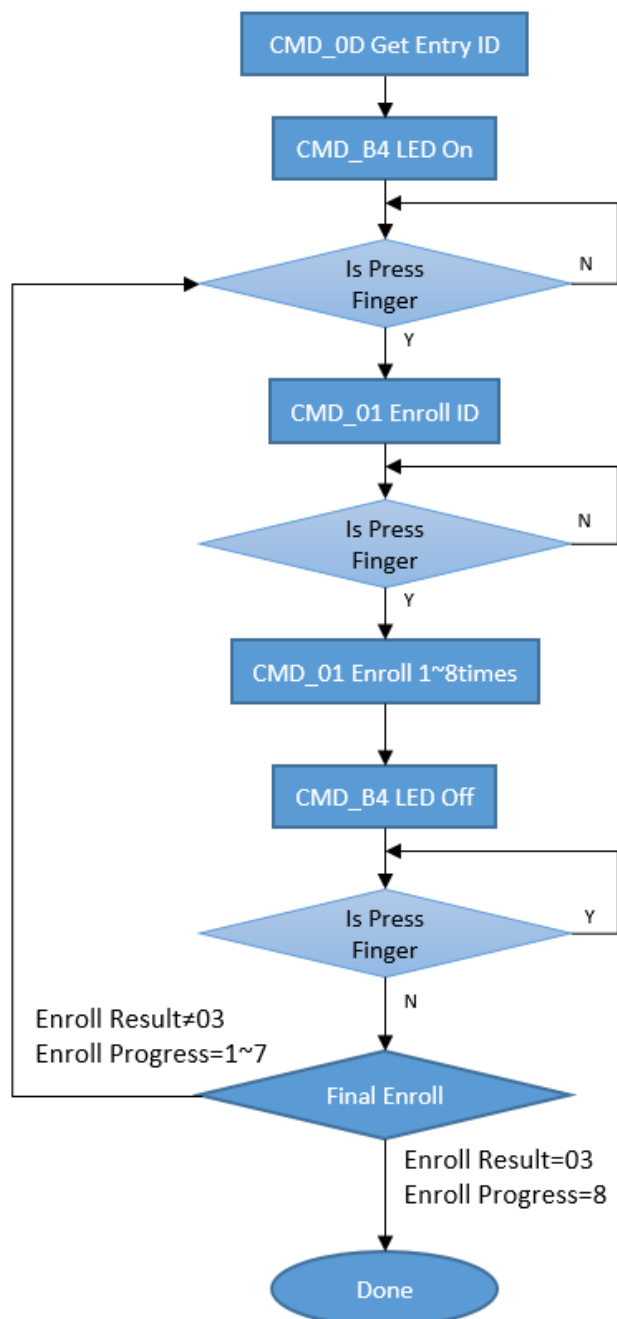 CMD_0D Get Entry ID
CMD_B4 LED On
Is Press
Finger
N
Y
CMD_01 Enroll ID
Is Press
Finger
N
Y
CMD_01 Enroll 1~8times
CMD_B4 LED Off
Is Press
Finger
Y
N
Enroll Result≠03
Enroll Progress=1~7
Final Enroll
Enroll Result=03
Enroll Progress=8
Done